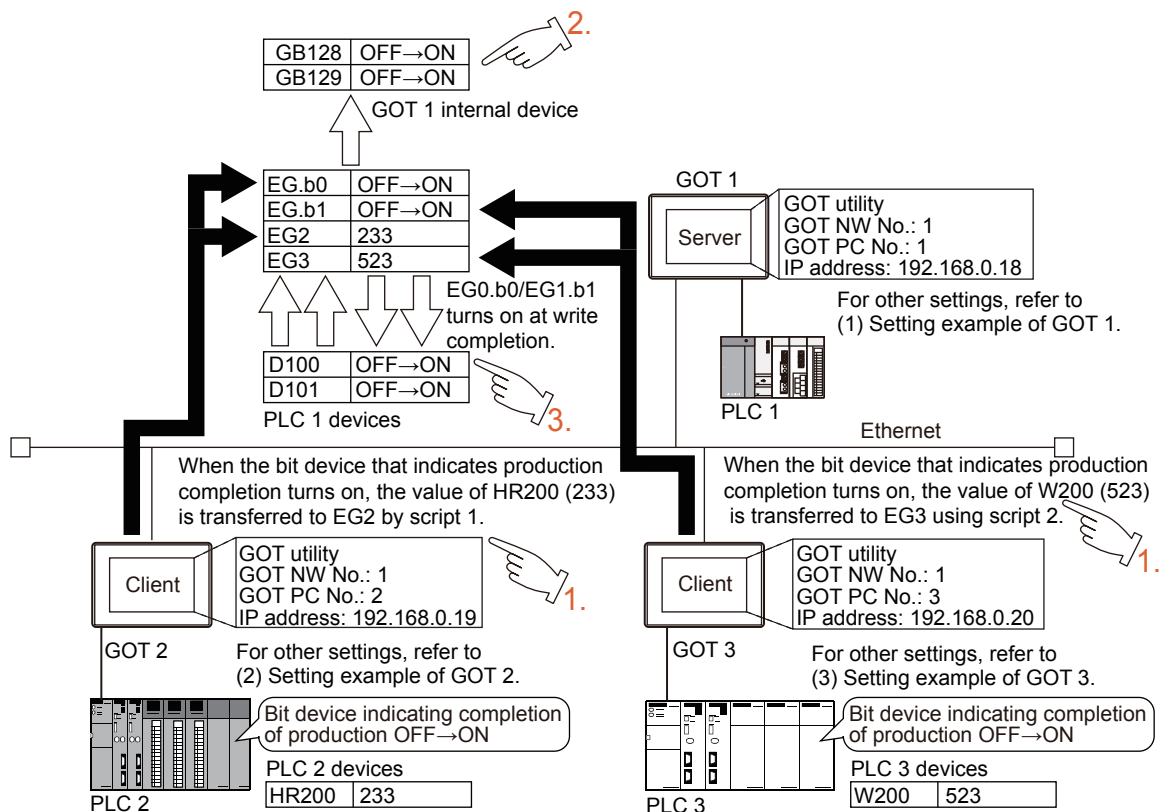 2.
GB128 OFF→ON
GB129 OFF→ON
GOT 1 internal device
EG.b0 OFF→ON
EG.b1 OFF→ON
EG2 233
EG3 523
EG0.b0/EG1.b1
turns on at write
completion.
D100 OFF→ON
D101 OFF→ON
PLC 1 devices
3.
GOT 1
Server
GOT utility
GOT NW No.: 1
GOT PC No.: 1
IP address: 192.168.0.18
For other settings, refer to
(1) Setting example of GOT 1.
PLC 1
Ethernet
When the bit device that indicates production
completion turns on, the value of HR200 (233)
is transferred to EG2 by script 1.
1.
When the bit device that indicates production
completion turns on, the value of W200 (523)
is transferred to EG3 using script 2.
1.
Client
GOT utility
GOT NW No.: 1
GOT PC No.: 2
IP address: 192.168.0.19
GOT 2
For other settings, refer to
(2) Setting example of GOT 2.
Bit device indicating completion
of production OFF→ON
PLC 2 devices
HR200 233
PLC 2
Client
GOT utility
GOT NW No.: 1
GOT PC No.: 3
IP address: 192.168.0.20
GOT 3
For other settings, refer to
(3) Setting example of GOT 3.
Bit device indicating completion
of production OFF→ON
PLC 3 devices
W200 523
PLC 3